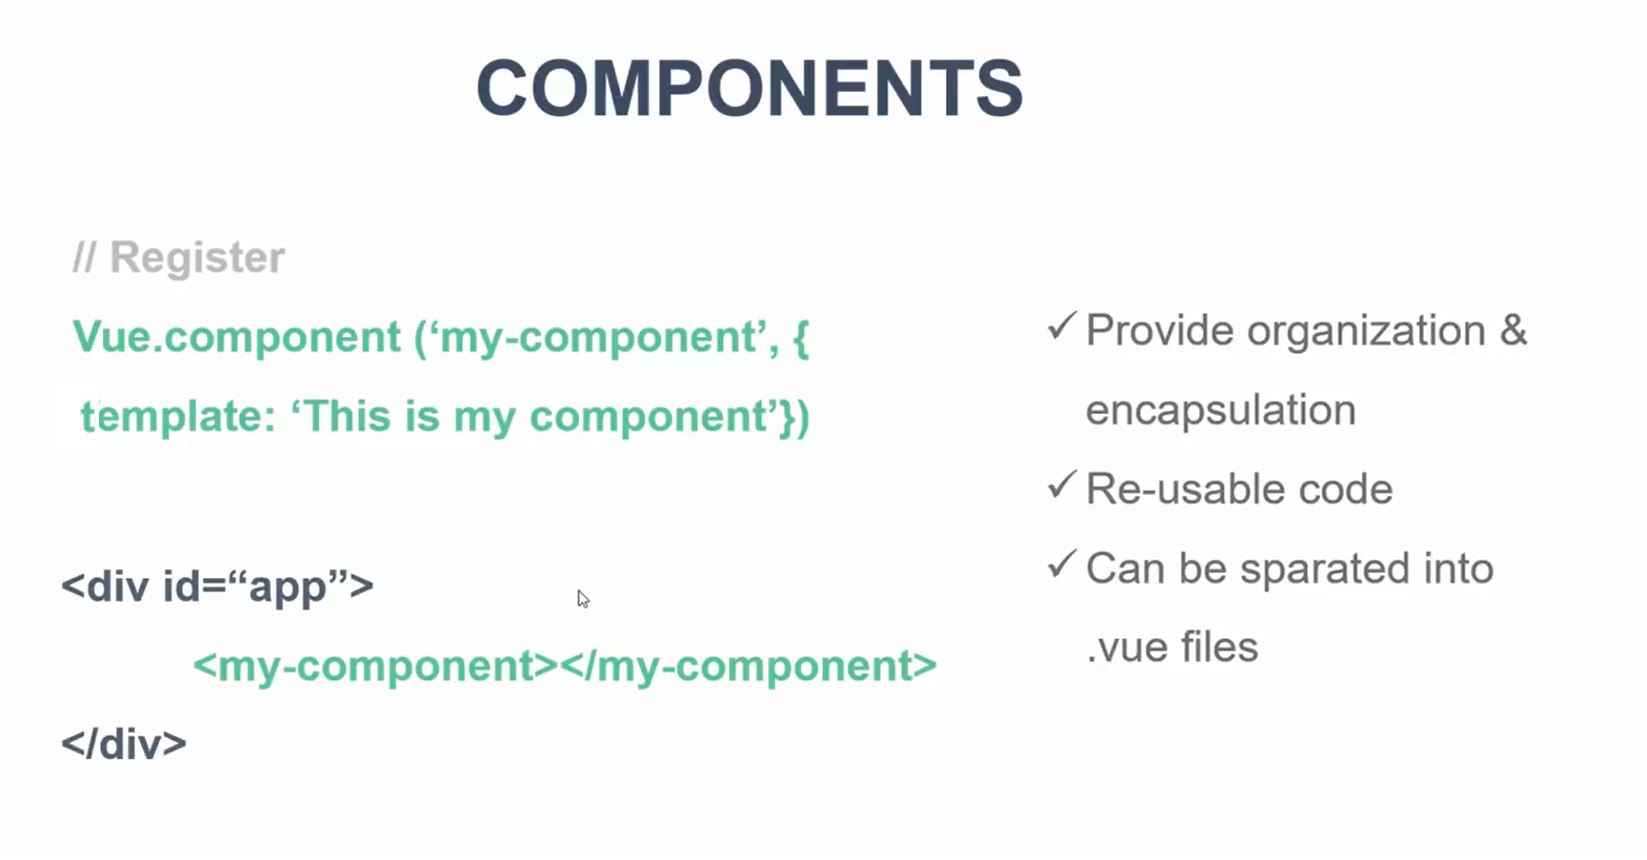 COMPONENTS
// Register
Vue.component (‘my-component’, {
template: ‘This is my component’})
<div id=“app”>
<my-component></my-component>
</div>
✓ Provide organization &
encapsulation
✓ Re-usable code
✓ Can be sparated into
.vue files